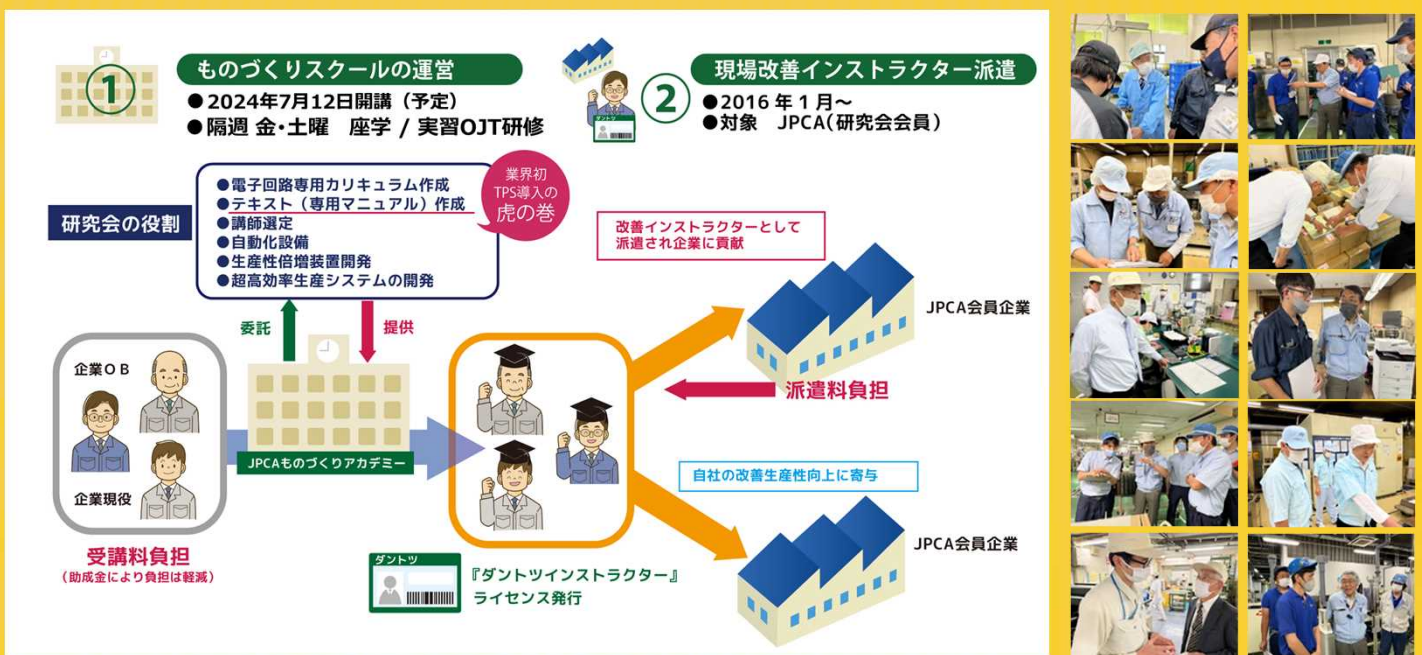 ①
ものづくりスクールの運営
●2024年7月12日開講（予定）
●隔週 金・土曜　座学 / 実習OJT研修
②
現場改善インストラクター派遣
●2016年1月～
●対象　JPCA（研究会会員）
ダントツ
研究会の役割
●電子回路専用カリキュラム作成
●テキスト（専用マニュアル）作成
●講師選定
●自動化設備
●生産性倍増装置開発
●超高効率生産システムの開発
業界初
TPS導入の
虎の巻
委託
提供
企業ＯＢ
企業現役
受講料負担
（助成金により負担は軽減）
JPCAものづくりアカデミー
改善インストラクターとして
派遣され企業に貢献
JPCA会員企業
派遣料負担
自社の改善生産性向上に寄与
JPCA会員企業
ダントツ
『ダントツインストラクター』
ライセンス発行